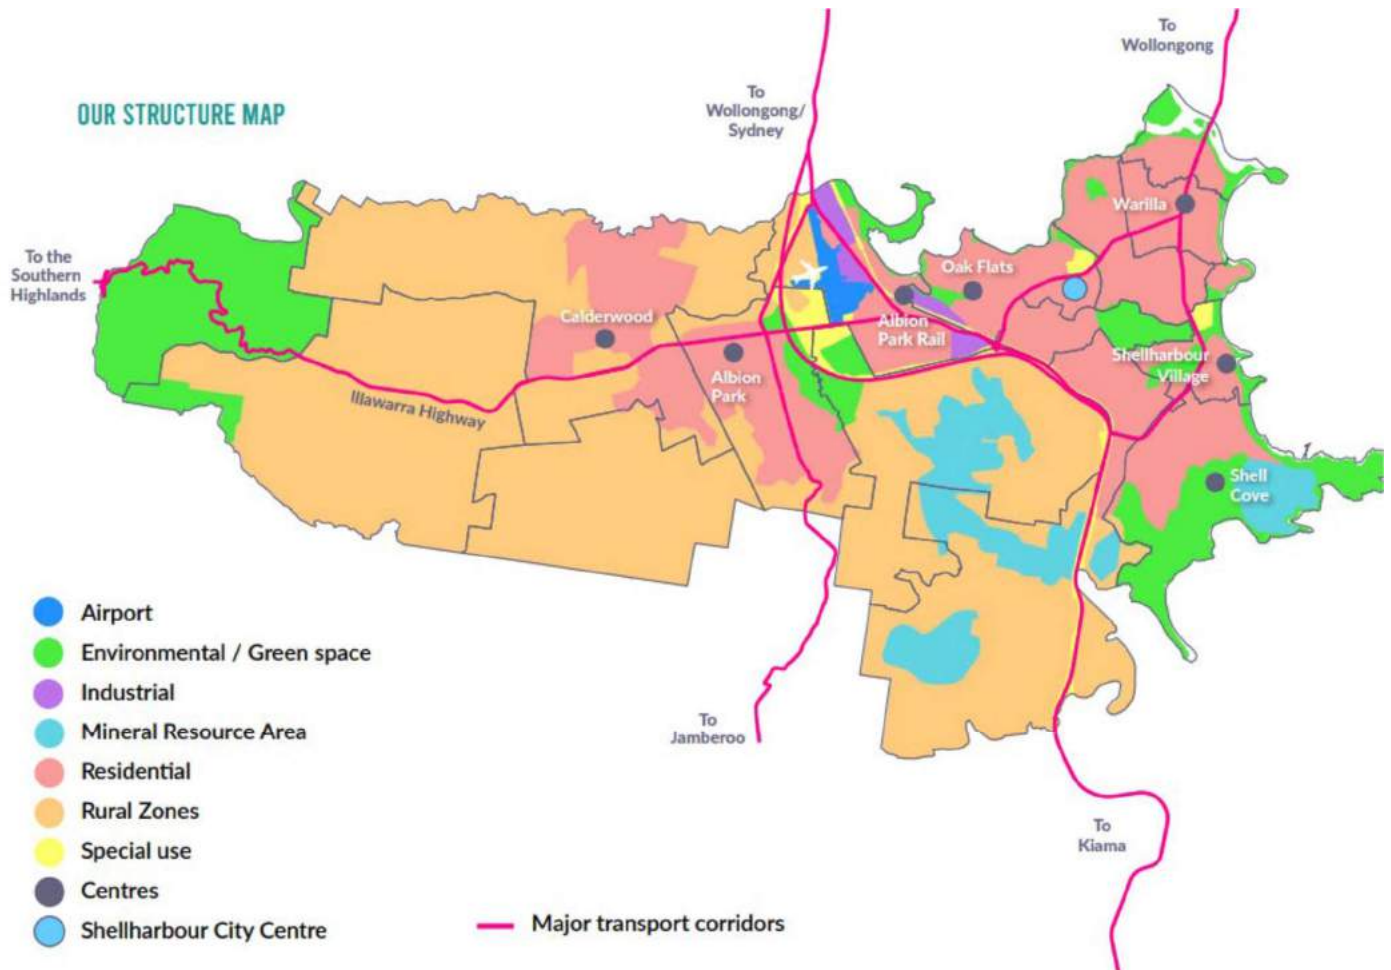 To
Wollongong
To
Wollongong/
Sydney
OUR STRUCTURE MAP
Warilla
To the
Southern
Highlands
Oak Flats
Calderwood
Albion
Park Rail
Shellharbour
Village
Albion
Park
Illawarra Highway
Shell
Cove
To
Jamberoo
To
Kiama
Airport
Environmental / Green space
Industrial
Mineral Resource Area
Residential
Rural Zones
Special use
Centres
Shellharbour City Centre
Major transport corridors